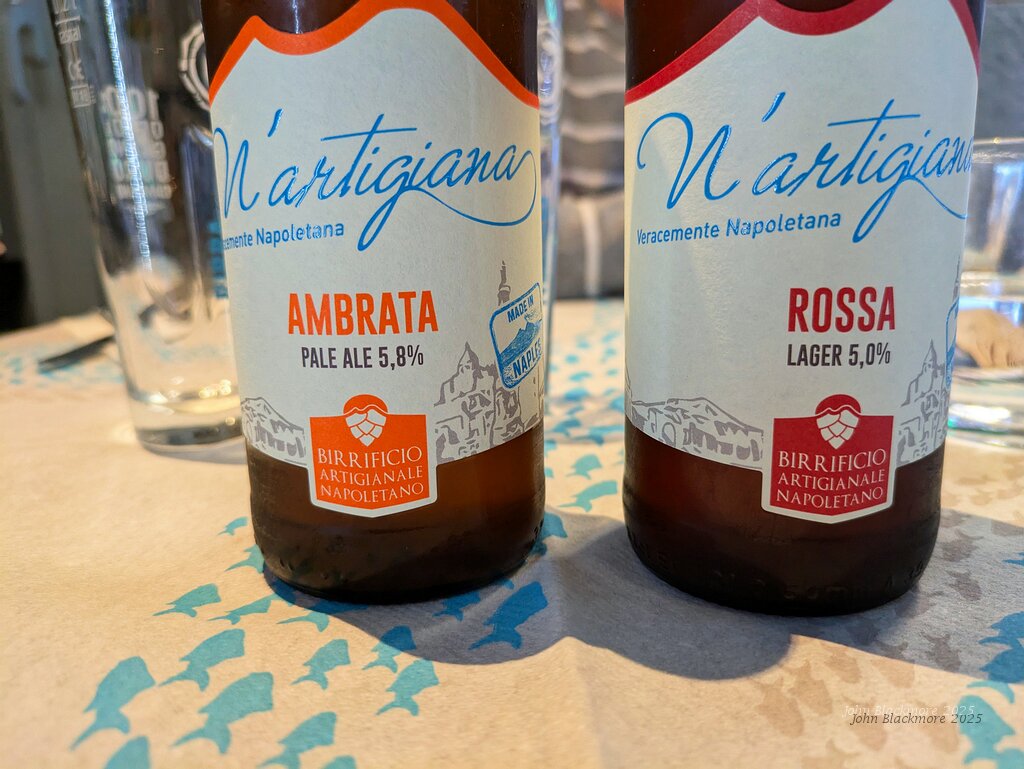 N'artigiana
Veracemente Napoletana
AMBRATA
PALE ALE 5,8%
MADE IN
NAPLES
BIRRIFICIO
ARTIGIANALE
NAPOLETANO
N'artigiana
Veracemente Napoletana
ROSSA
LAGER 5,0%
BIRRIFICIO
ARTIGIANALE
NAPOLETANO
John Blackmore 2025
John Blackmore 2025